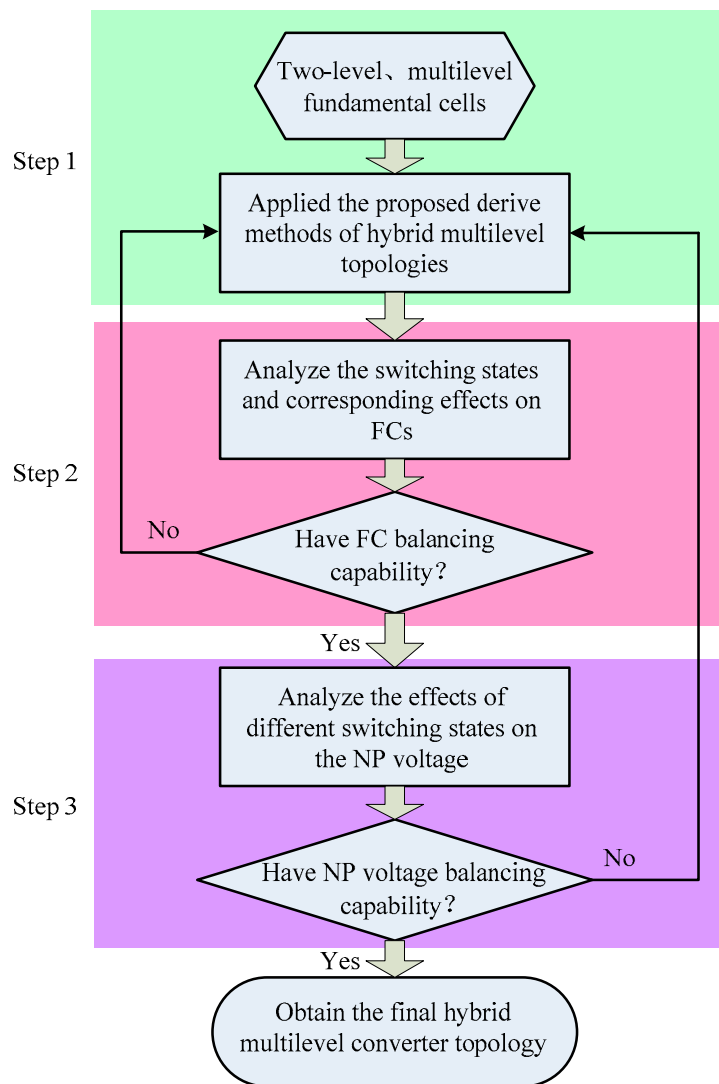 Two-level、multilevel
fundamental cells
Step 1
Applied the proposed derive
methods of hybrid multilevel
topologies
Analyze the switching states
and corresponding effects on
FCs
Step 2
No
Have FC balancing
capability？
Yes
Analyze the effects of
different switching states on
the NP voltage
Step 3
No
Have NP voltage balancing
capability？
Yes
Obtain the final hybrid
multilevel converter topology